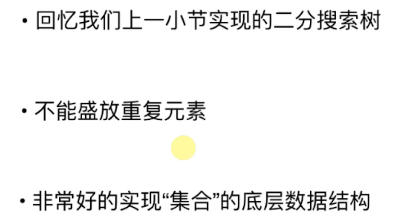 • 回忆我们上一小节实现的二分搜索树
• 不能盛放重复元素
• 非常好的实现“集合”的底层数据结构